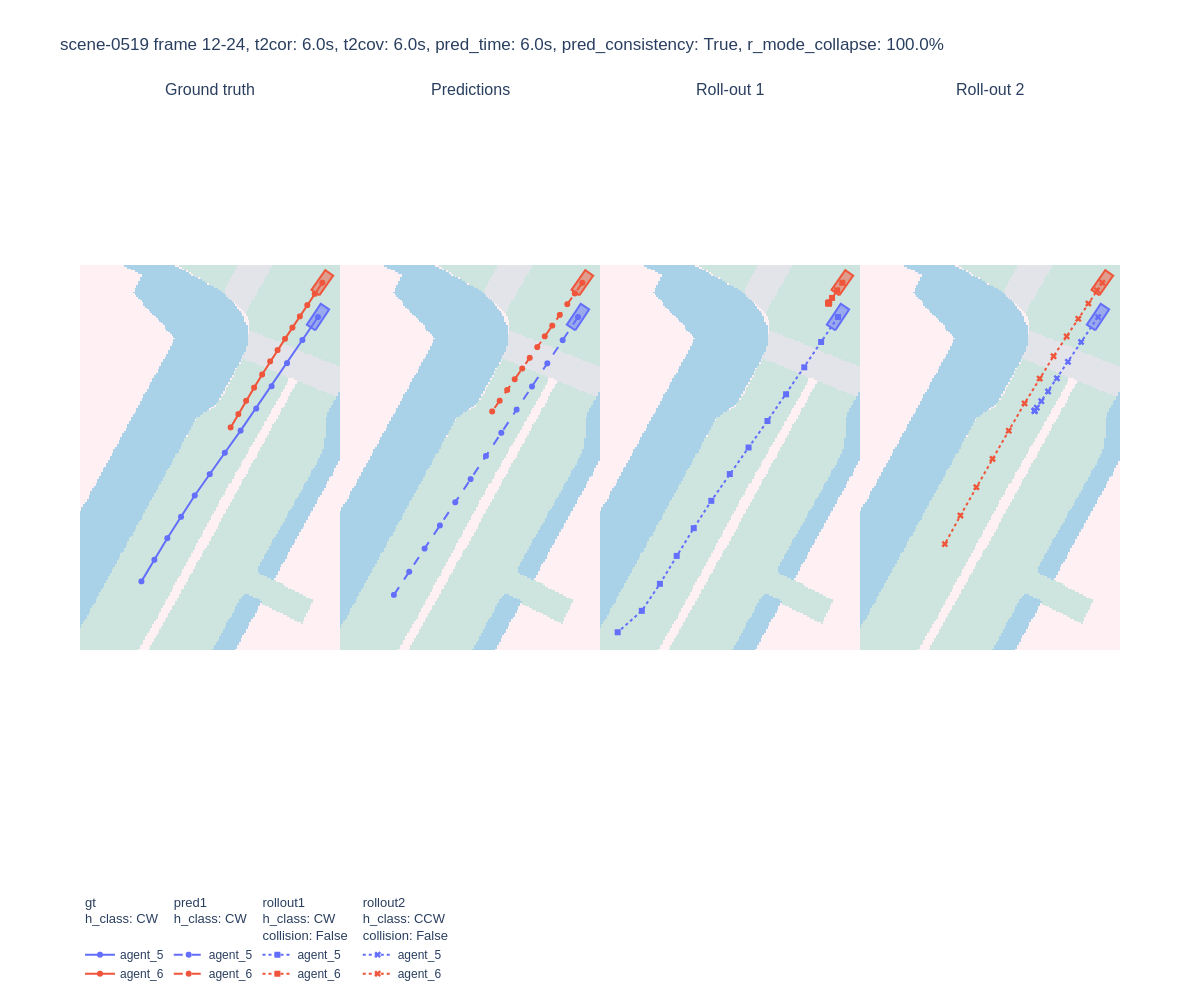 scene-0519 frame 12-24, t2cor: 6.0s, t2cov: 6.0s, pred_time: 6.0s, pred_consistency: True, r_mode_collapse: 100.0%
Ground truth
Predictions
Roll-out 1
Roll-out 2
gt
h_class: CW
agent_5
agent_6
pred1
h_class: CW
agent_5
agent_6
rollout1
h_class: CW
collision: False
agent_5
agent_6
rollout2
h_class: CCW
collision: False
agent_5
agent_6